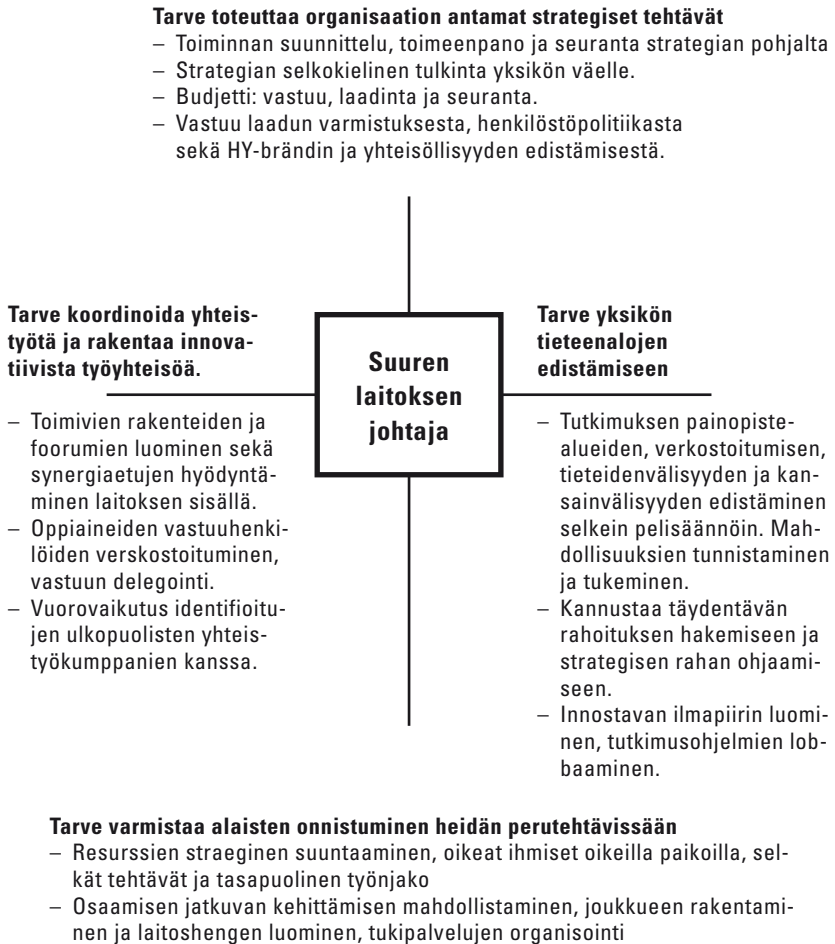 Tarve toteuttaa organisaation antamat strategiset tehtävät
– Toiminnan suunnittelu, toimeenpano ja seuranta strategian pohjalta
– Strategian selkokielinen tulkinta yksikön väelle.
– Budjetti: vastuu, laadinta ja seuranta.
– Vastuu laadun varmistuksesta, henkilöstöpolitiikasta
sekä HY-brändin ja yhteisöllisyyden edistämisestä.
Tarve koordinoida yhteis-
työtä ja rakentaa innova-
tiivista työyhteisöä.
– Toimivien rakenteiden ja
foorumien luominen sekä
synergiaetujen hyödyntä-
minen laitoksen sisällä.
– Oppiaineiden vastuuhenki-
löiden verskostoituminen,
vastuun delegointi.
– Vuorovaikutus identifioitu-
jen ulkopuolisten yhteis-
työkumppanien kanssa.
Suuren
laitoksen
johtaja
Tarve yksikön
tieteenalojen
edistämiseen
– Tutkimuksen painopiste-
alueiden, verkostoitumisen,
tieteidenvälisyyden ja kan-
sainvälisyyden edistäminen
selkein pelisäännöin. Mah-
dollisuuksien tunnistaminen
ja tukeminen.
– Kannustaa täydentävän
rahoituksen hakemiseen ja
strategisen rahan ohjaami-
seen.
– Innostavan ilmapiirin luomi-
nen, tutkimusohjelmien lob-
baaminen.
Tarve varmistaa alaisten onnistuminen heidän perutehtävissään
– Resurssien straeginen suuntaaminen, oikeat ihmiset oikeilla paikoilla, sel-
kät tehtävät ja tasapuolinen työnjako
– Osaamisen jatkuvan kehittämisen mahdollistaminen, joukkueen rakentami-
nen ja laitoshengen luominen, tukipalvelujen organisointi